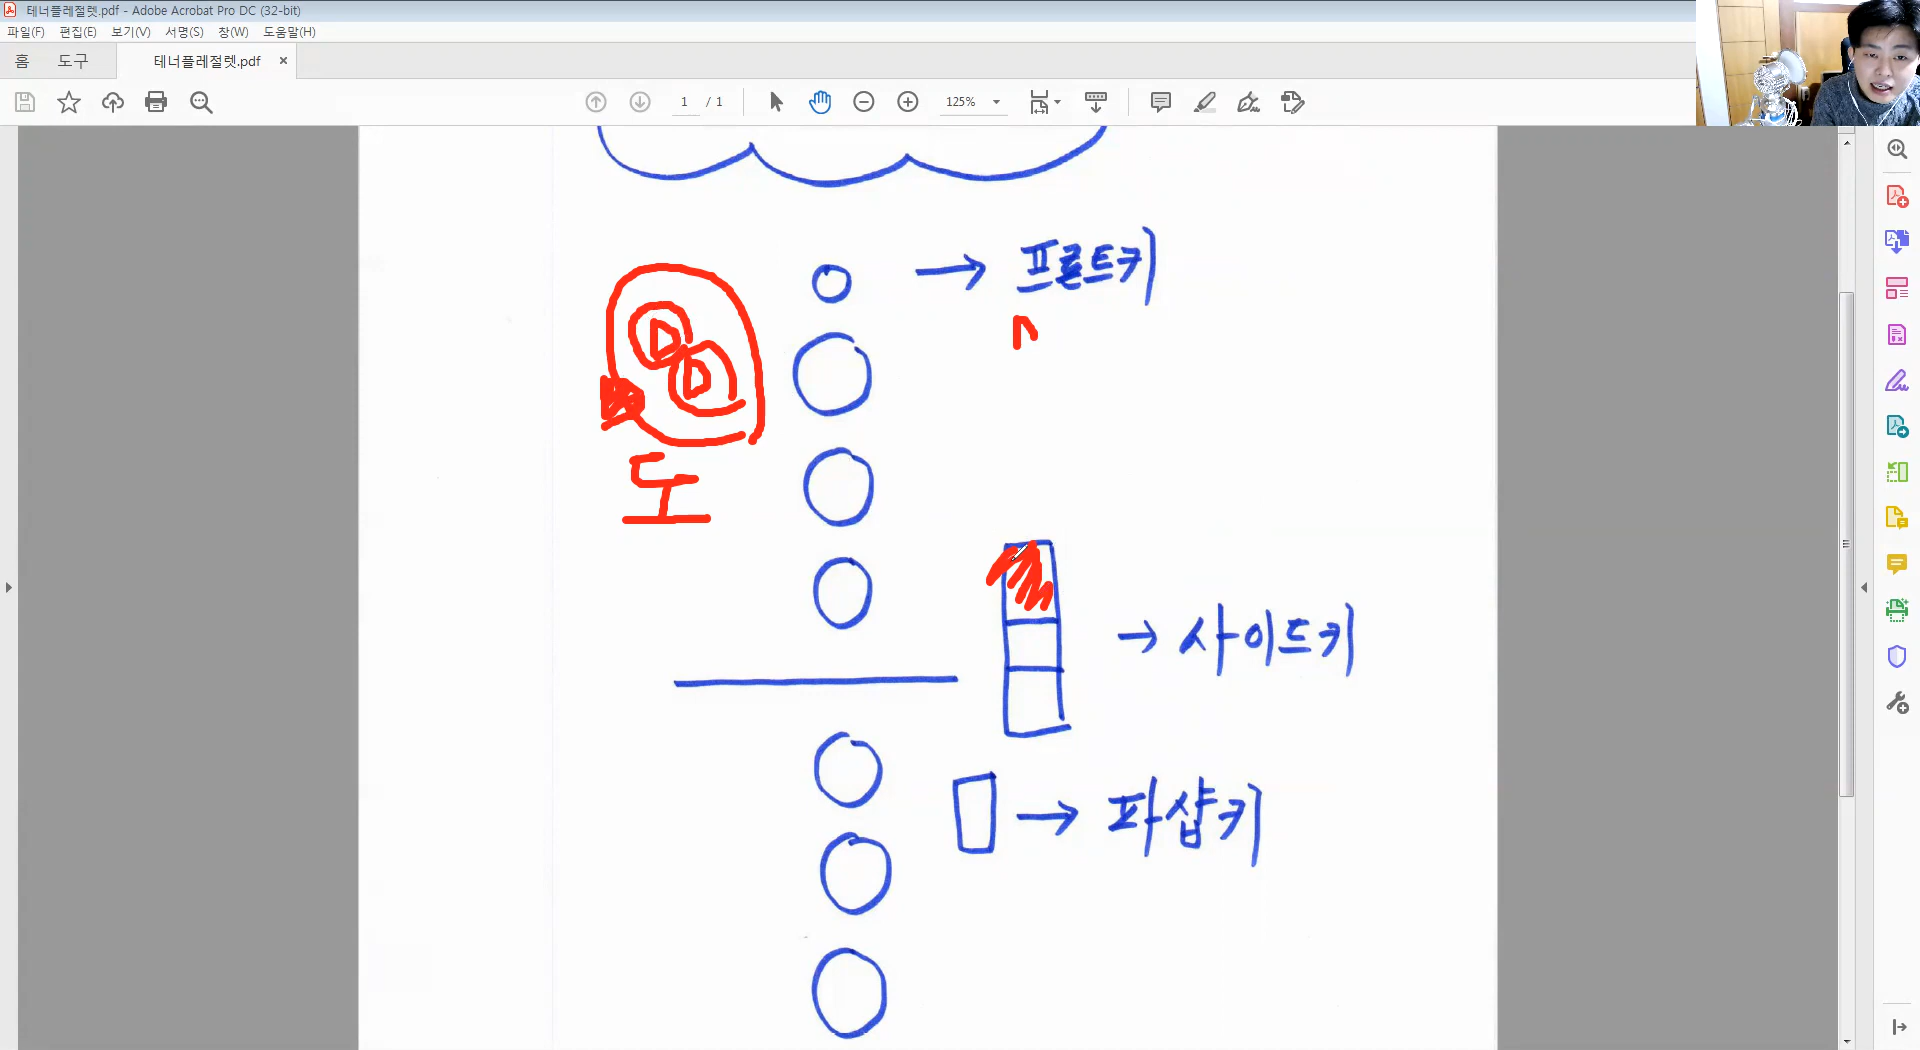 테너플레절렛.pdf - Adobe Acrobat Pro DC (32-bit)
파일(F) 편집(E) 보기(V) 서명(S) 창(W) 도움말(H)
홈 도구 테너플레절렛.pdf ×
1 / 1 125%
→ 프론트키
도
→ 사이드키
→ 파샵키